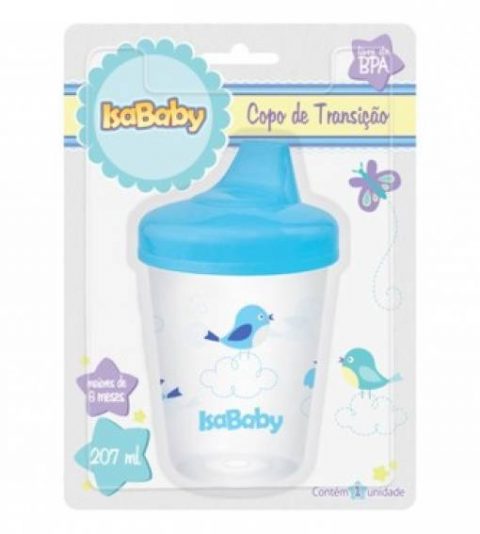 livre de
BPA
IsaBaby
Copo de Transição
maiores de
6 meses
207 ml.
IsaBaby
Contém 1 unidade